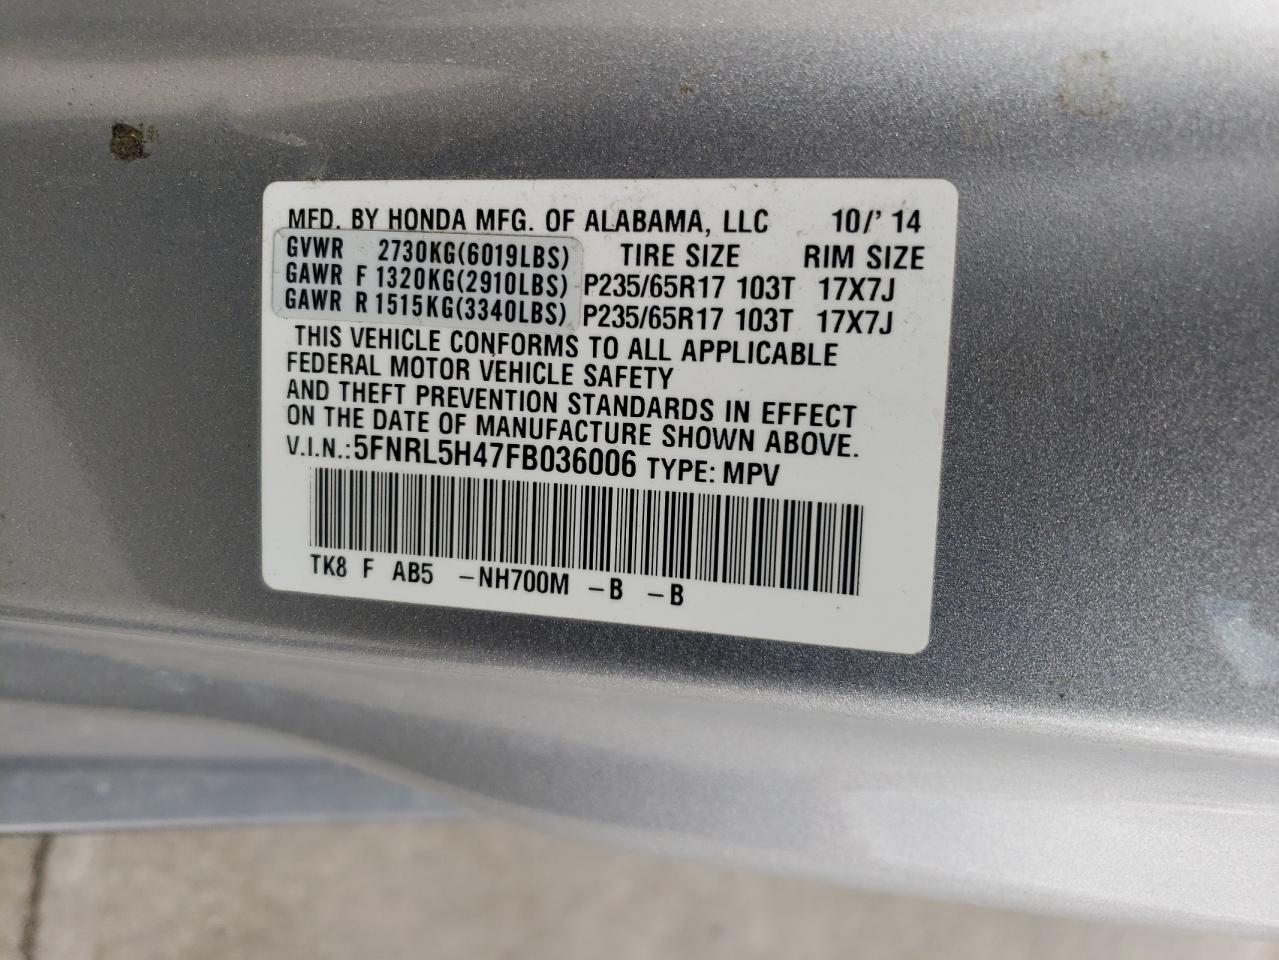 MFD. BY HONDA MFG. OF ALABAMA, LLC 10/' 14
GVWR 2730KG(6019LBS) TIRE SIZE RIM SIZE
GAWR F 1320KG(2910LBS) P235/65R17 103T 17X7J
GAWR R 1515KG(3340LBS) P235/65R17 103T 17X7J
THIS VEHICLE CONFORMS TO ALL APPLICABLE
FEDERAL MOTOR VEHICLE SAFETY
AND THEFT PREVENTION STANDARDS IN EFFECT
ON THE DATE OF MANUFACTURE SHOWN ABOVE.
V.I.N.:5FNRL5H47FB036006 TYPE: MPV
TK8 F AB5 -NH700M -B -B